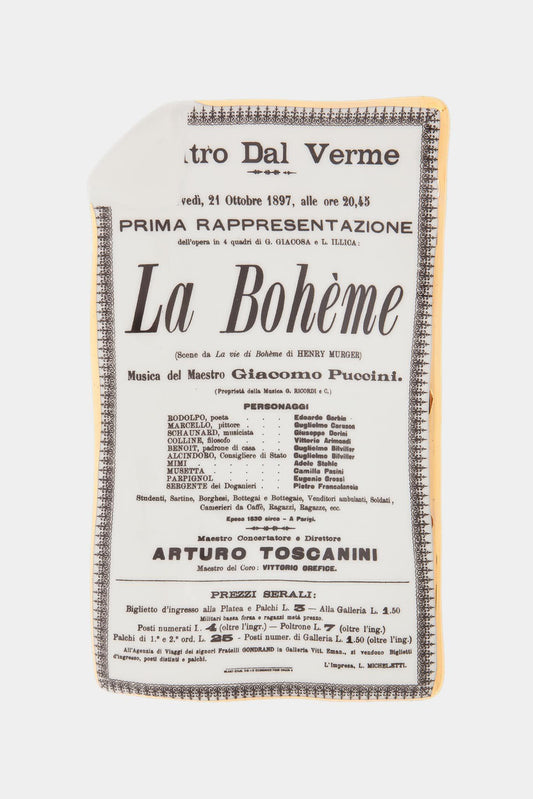 tro Dal Verme
vedì, 21 Ottobre 1897, alle ore 20,45
PRIMA RAPPRESENTAZIONE
dell'opera in 4 quadri di G. GIACOSA e L. ILLICA:
La Bohème
(Scene da La vie di Bohème di HENRY MURGER)
Musica del Maestro Giacomo Puccini.
(Proprietà della Musica G. RICORDI e C.)
PERSONAGGI
RODOLPO, poeta . . . . Edoardo Garbin
MARCELLO, pittore . . . . Guglielmo Caruson
SCHAUNARD, musicista . . . Giuseppe Dorini
COLLINE, filosofo . . . . Vittorio Arimondi
BENOIT, padrone di casa . . . Guglielmo Bilviller
ALCINDORO, Consigliere di Stato Guglielmo Bilviller
MIMI . . . . . . Adele Stehle
MUSETTA . . . . . . Camilla Pasini
PARPIGNOL . . . . . Eugenio Grossi
SERGENTE dei Doganieri . . . Pietro Francalancia
Studenti, Sartine, Borghesi, Bottegai e Bottegaie, Venditori ambulanti, Soldati,
Camerieri da Caffè, Ragazzi, Ragazze, ecc.
Epoca 1830 circa – A Parigi.
Maestro Concertatore e Direttore
ARTURO TOSCANINI
Maestro del Coro: VITTORIO OREFICE.
PREZZI SERALI:
Biglietto d'ingresso alla Platea e Palchi L. 3 – Alla Galleria L. 1.50
Militari bassa forza e ragazzi metà prezzo.
Posti numerati L. 4 (oltre l'ing.) – Poltrone L. 7 (oltre l'ing.)
Palchi di 1.º e 2.º ord. L. 25 - Posti numer. di Galleria L. 1.50 (oltre l'ing.)
All'Agenzia di Viaggi dei signori Fratelli GONDRAND in Galleria Vitt. Eman., si vendono Biglietti
d'ingresso, posti distinti e palchi.
L'Impresa, L. MICHELETTI.